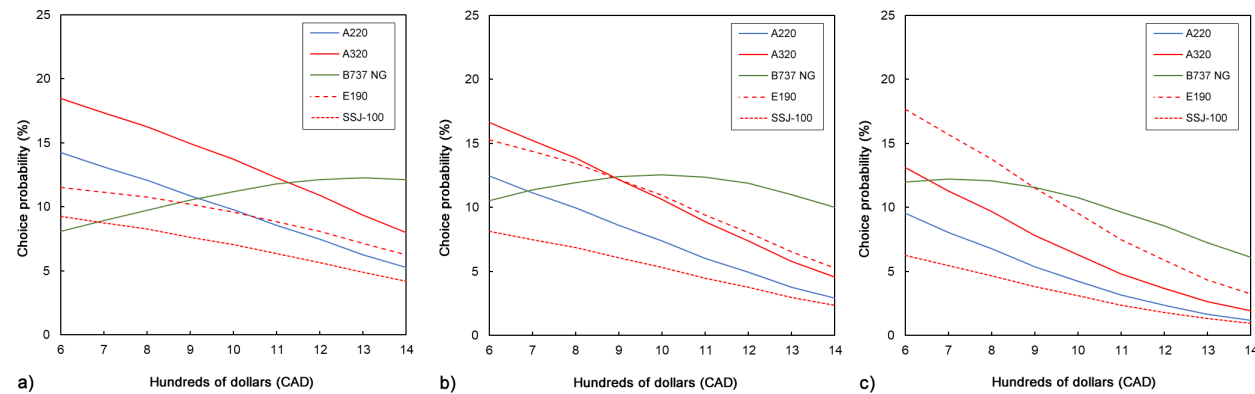 25
20
15
10
5
0
Choice probability (%)
A220
A320
B737 NG
E190
SSJ-100
6 7 8 9 10 11 12 13 14
a)
Hundreds of dollars (CAD)
25
20
15
10
5
0
Choice probability (%)
A220
A320
B737 NG
E190
SSJ-100
6 7 8 9 10 11 12 13 14
b)
Hundreds of dollars (CAD)
25
20
15
10
5
0
Choice probability (%)
A220
A320
B737 NG
E190
SSJ-100
6 7 8 9 10 11 12 13 14
c)
Hundreds of dollars (CAD)